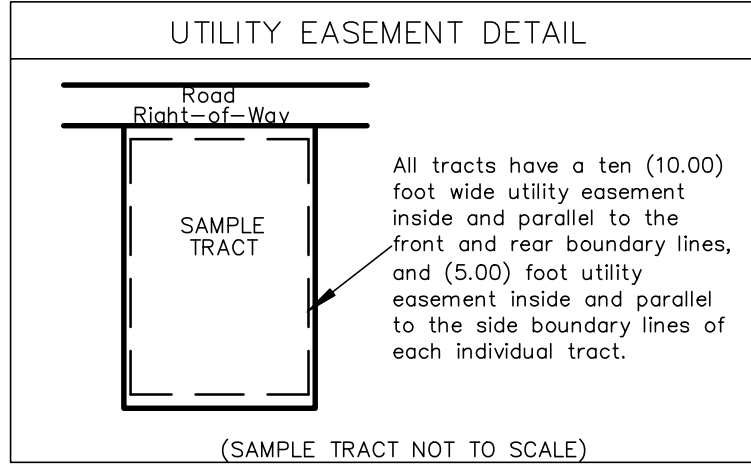 UTILITY EASEMENT DETAIL
Road
Right-of-Way
SAMPLE
TRACT
All tracts have a ten (10.00)
foot wide utility easement
inside and parallel to the
front and rear boundary lines,
and (5.00) foot utility
easement inside and parallel
to the side boundary lines of
each individual tract.
(SAMPLE TRACT NOT TO SCALE)